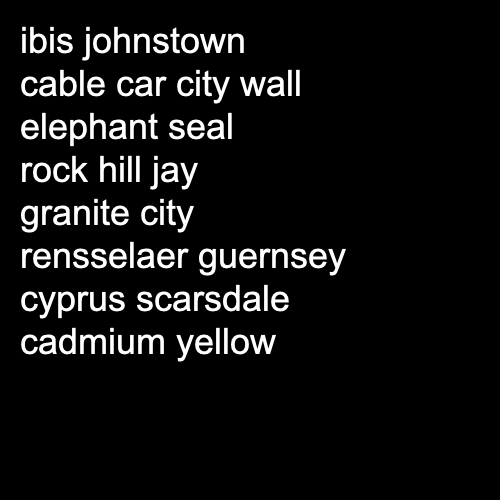 ibis johnstown
cable car city wall
elephant seal
rock hill jay
granite city
rensselaer guernsey
cyprus scarsdale
cadmium yellow